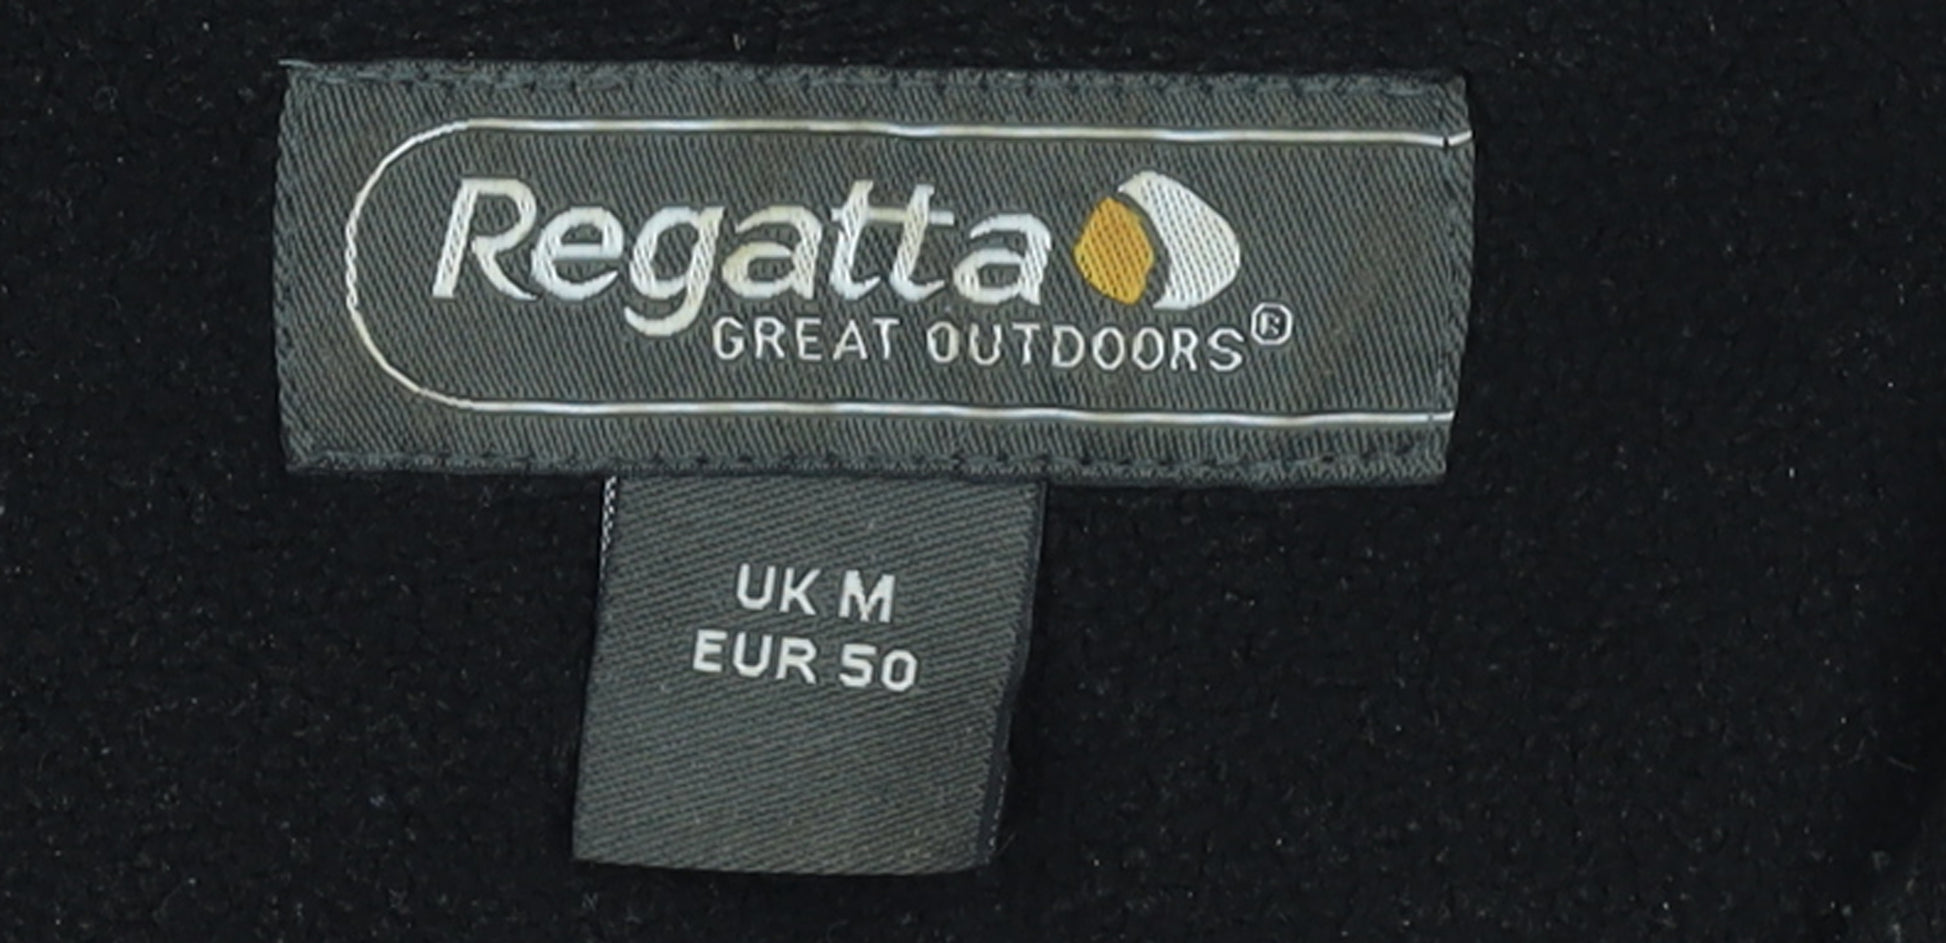 Regatta
GREAT OUTDOORS®
UK M
EUR 50